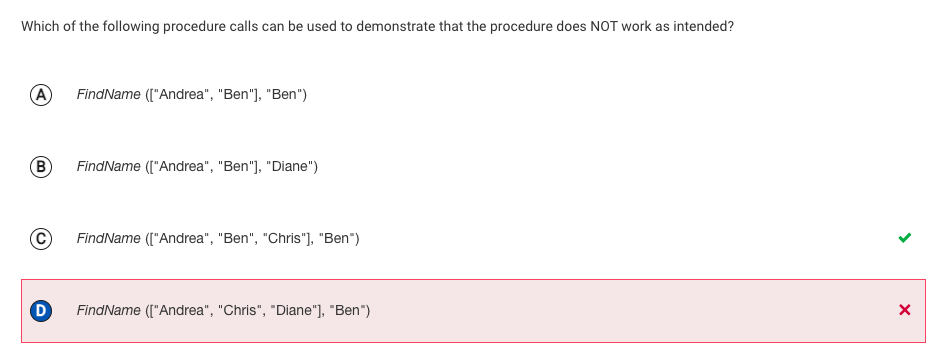 Which of the following procedure calls can be used to demonstrate that the procedure does NOT work as intended?
A FindName (["Andrea", "Ben"], "Ben")
B FindName (["Andrea", "Ben"], "Diane")
C FindName (["Andrea", "Ben", "Chris"], "Ben")
D FindName (["Andrea", "Chris", "Diane"], "Ben")